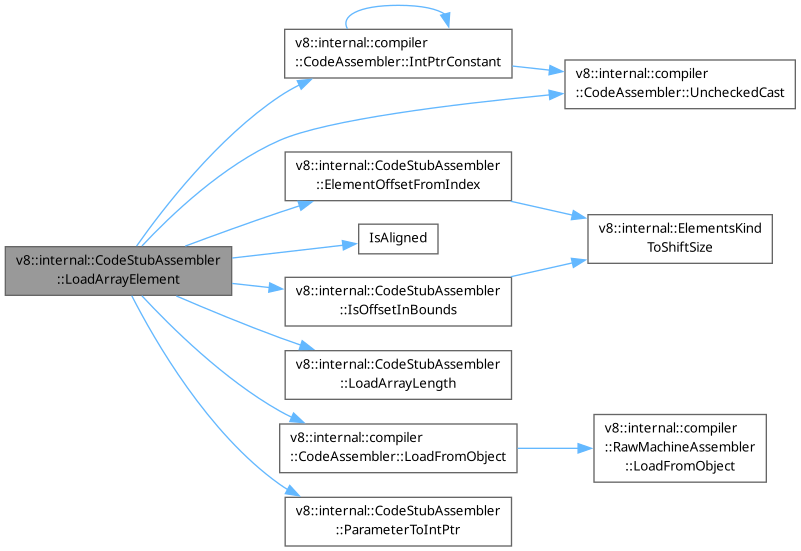 v8::internal::CodeStubAssembler
::LoadArrayElement
v8::internal::compiler
::CodeAssembler::IntPtrConstant
v8::internal::compiler
::CodeAssembler::UncheckedCast
v8::internal::CodeStubAssembler
::ElementOffsetFromIndex
IsAligned
v8::internal::CodeStubAssembler
::IsOffsetInBounds
v8::internal::ElementsKind
ToShiftSize
v8::internal::CodeStubAssembler
::LoadArrayLength
v8::internal::compiler
::CodeAssembler::LoadFromObject
v8::internal::compiler
::RawMachineAssembler
::LoadFromObject
v8::internal::CodeStubAssembler
::ParameterToIntPtr